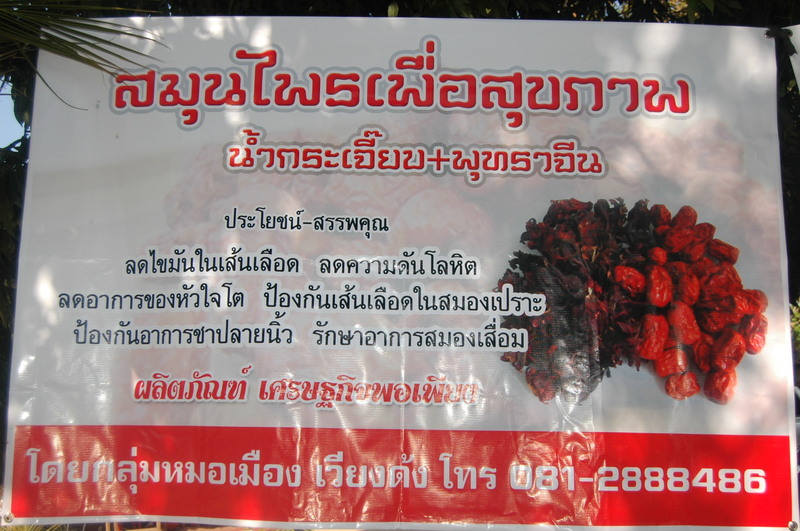 สมุนไพรเพื่อสุขภาพ
น้ำกระเจี๊ยบ+พุทราจีน
ประโยชน์-สรรพคุณ
ลดไขมันในเส้นเลือด ลดความดันโลหิต
ลดอาการของหัวใจโต ป้องกันเส้นเลือดในสมองเปราะ
ป้องกันอาการชาปลายนิ้ว รักษาอาการสมองเสื่อม
ผลิตภัณฑ์ เศรษฐกิจพอเพียง
โดยกลุ่มหมอเมือง เวียงด้ง โทร 081-2888486